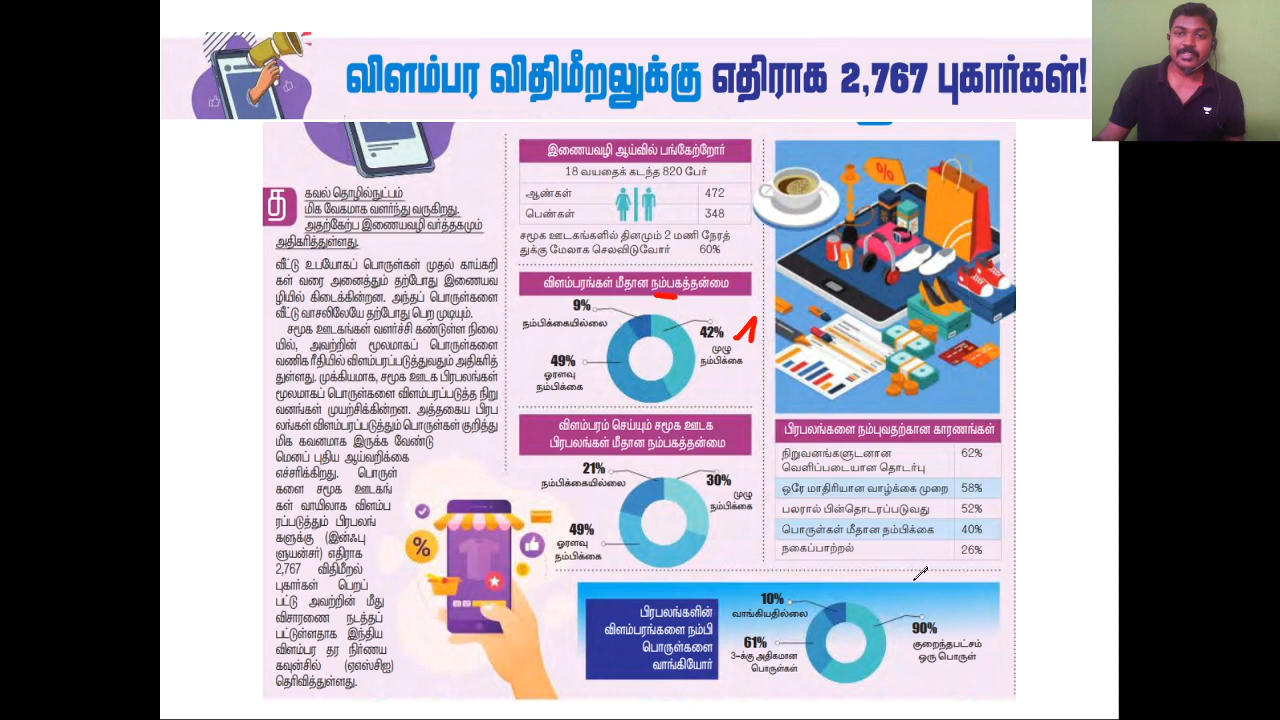 விளம்பர விதிமீறலுக்கு எதிராக 2,767 புகார்கள்!
தகவல் தொழில்நுட்பம்
மிக வேகமாக வளர்ந்து வருகிறது.
அதற்கேற்ப இணையவழி வர்த்தகமும்
அதிகரித்துள்ளது.
வீட்டு உபயோகப் பொருள்கள் முதல் காய்கறி
கள் வரை அனைத்தும் தற்போது இணையவ
ழியில் கிடைக்கின்றன. அந்தப் பொருள்களை
வீட்டு வாசலிலேயே தற்போது பெற முடியும்.
சமூக ஊடகங்கள் வளர்ச்சி கண்டுள்ள நிலை
யில், அவற்றின் மூலமாகப் பொருள்களை
வணிக ரீதியில் விளம்பரப்படுத்துவதும் அதிகரித்
துள்ளது. முக்கியமாக, சமூக ஊடக பிரபலங்கள்
மூலமாகப் பொருள்களை விளம்பரப்படுத்த நிறு
வனங்கள் முயற்சிக்கின்றன. அத்தகைய பிரப
லங்கள் விளம்பரப்படுத்தும் பொருள்கள் குறித்து
மிக கவனமாக இருக்க வேண்டு
மெனப் புதிய ஆய்வறிக்கை
எச்சரிக்கிறது. பொருள்
களை சமூக ஊடகங்
கள் வாயிலாக விளம்ப
ரப்படுத்தும் பிரபலங்
களுக்கு (இன்ஃபு
ளுயன்சர்) எதிராக
2,767 விதிமீறல்
புகார்கள் பெறப்
பட்டு அவற்றின் மீது
விசாரணை நடத்தப்
பட்டுள்ளதாக இந்திய
விளம்பர தர நிர்ணய
கவுன்சில் (ஏஎஸ்சிஐ)
தெரிவித்துள்ளது.
இணையவழி ஆய்வில் பங்கேற்றோர்
18 வயதைக் கடந்த 820 பேர்
ஆண்கள் 472
பெண்கள் 348
சமூக ஊடகங்களில் தினமும் 2 மணி நேரத்
துக்கு மேலாக செலவிடுவோர் 60%
விளம்பரங்கள் மீதான நம்பகத்தன்மை
9%
நம்பிக்கையில்லை
42%
முழு
நம்பிக்கை
49%
ஓரளவு
நம்பிக்கை
1
விளம்பரம் செய்யும் சமூக ஊடக
பிரபலங்கள் மீதான நம்பகத்தன்மை
21%
நம்பிக்கையில்லை
30%
முழு
நம்பிக்கை
49%
ஓரளவு
நம்பிக்கை
%
பிரபலங்களை நம்புவதற்கான காரணங்கள்
நிறுவனங்களுடனான
வெளிப்படையான தொடர்பு 62%
ஒரே மாதிரியான வாழ்க்கை முறை 58%
பலரால் பின்தொடரப்படுவது 52%
பொருள்கள் மீதான நம்பிக்கை 40%
நகைப்பாற்றல் 26%
%
பிரபலங்களின்
விளம்பரங்களை நம்பி
பொருள்களை
வாங்கியோர்
10%
வாங்கியதில்லை
61%
3-க்கு அதிகமான
பொருள்கள்
90%
குறைந்தபட்சம்
ஒரு பொருள்